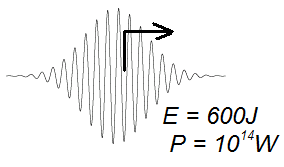 E = 600J
P = 10¹⁴W